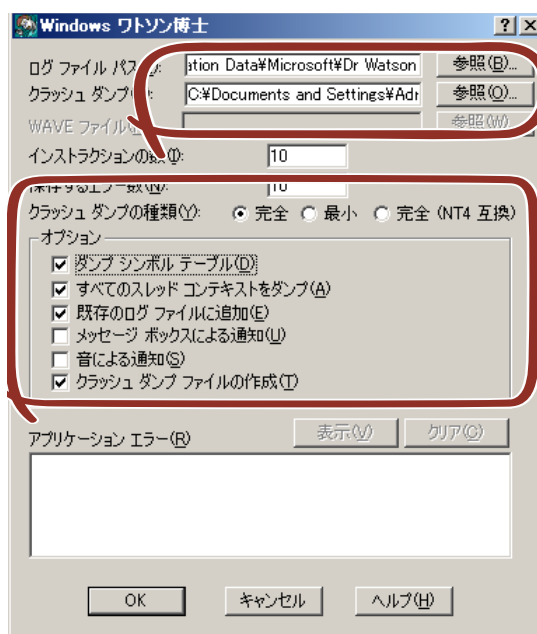 Windows ワトソン博士
ログ ファイル パス
ation Data¥Microsoft¥Dr Watson 参照(B)...
クラッシュ ダンプ
C:¥Documents and Settings¥Adr 参照(O)...
WAVE ファイル 参照(W)
インストラクションの数(I): 10
保存するエラー数(N): 10
クラッシュ ダンプの種類(Y): 完全 最小 完全 (NT4 互換)
オプション
ダンプ シンボル テーブル(D)
すべてのスレッド コンテキストをダンプ(A)
既存のログ ファイルに追加(E)
メッセージ ボックスによる通知(U)
音による通知(S)
クラッシュ ダンプ ファイルの作成(T)
アプリケーション エラー(R) 表示(V) クリア(C)
OK キャンセル ヘルプ(H)